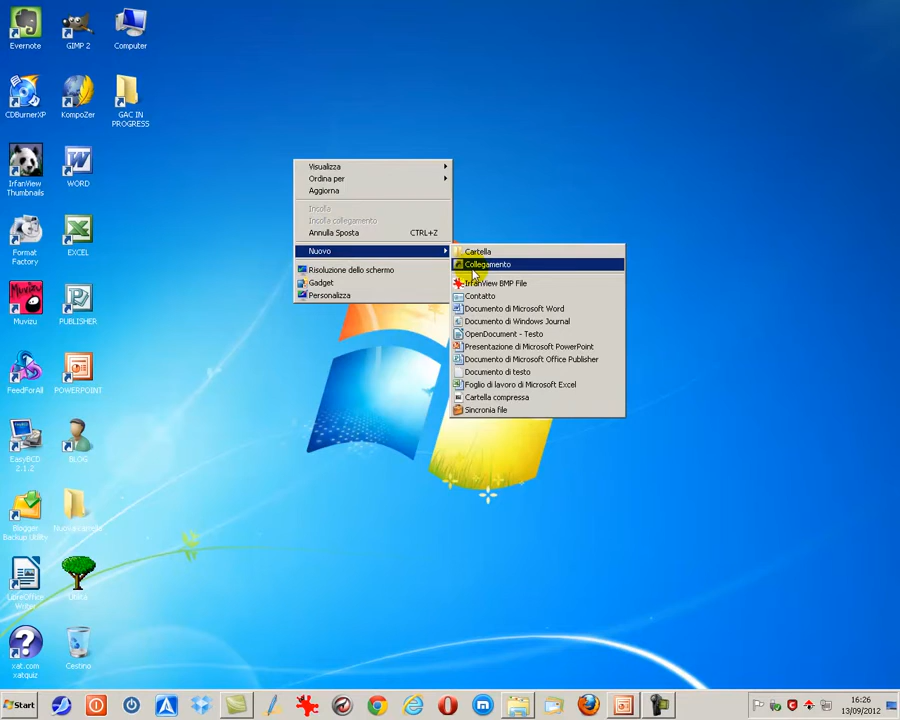 Evernote
GIMP 2
Computer
CDBurnerXP
KompoZer
GAC IN
PROGRESS
IrfanView
Thumbnails
WORD
Format
Factory
EXCEL
Muvizu
Muvizu
PUBLISHER
FeedForAll
POWERPOINT
EasyBCD
2.1.2
BLOG
Blogger
Backup Utility
LibreOffice
Writer
xat.com
xatquiz
Cestino
Visualizza
Ordina per
Aggiorna
Incolla
Incolla collegamento
Annulla Sposta CTRL+Z
Nuovo
Risoluzione dello schermo
Gadget
Personalizza
Cartella
Collegamento
IrfanView BMP File
Contatto
Documento di Microsoft Word
Documento di Windows Journal
OpenDocument - Testo
Presentazione di Microsoft PowerPoint
Documento di Microsoft Office Publisher
Documento di testo
Foglio di lavoro di Microsoft Excel
Cartella compressa
Sincronia file
Start
16:26
13/09/2012